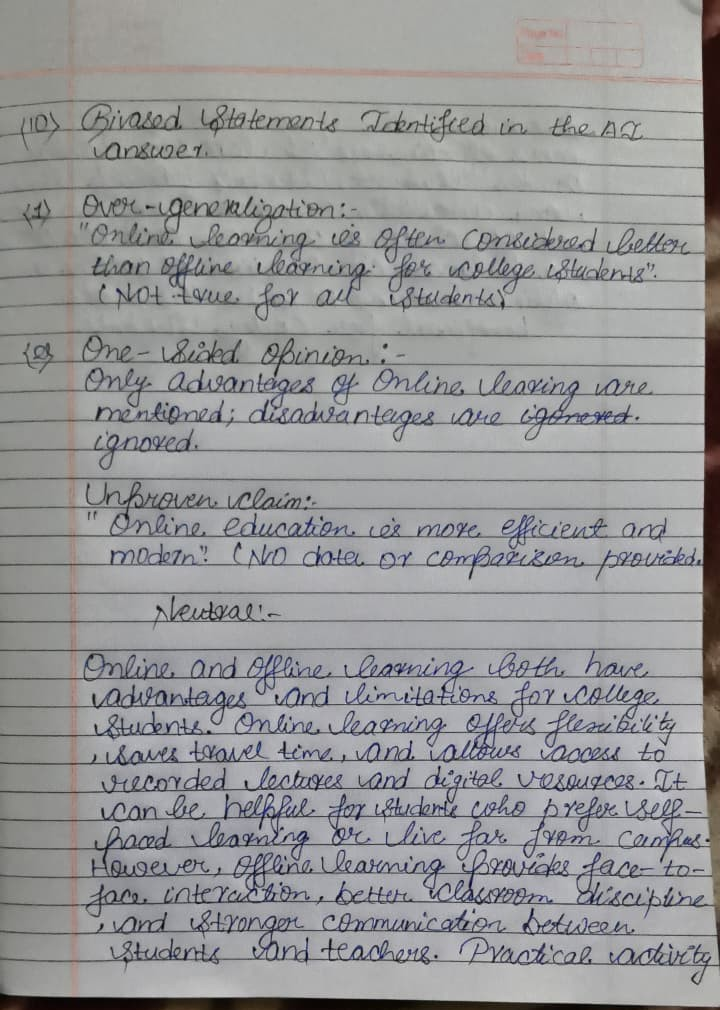 (10) Biased Statements Identified in the AI
answer.
(1) Over-generalization:-
"Online learning is often considered better
than offline learning for college students".
(Not true for all students)
(2) One-sided opinion :-
Only advantages of Online learing are
mentioned; disadvantages are
ignored.
Unproven claim:-
"Online education is more efficient and
modern". (No data or comparison provided.
Neutral:-
Online and offline learning both have
advantages and limitations for college
students. Online learning offers flexibility
, saves travel time, and allows access to
recorded lectures and digital resources. It
can be helpful for students who prefer self-
paced learning or live far from campus.
However, offline learning provides face-to-
face interaction, better classroom discipline
, and stronger communication between
students and teachers. Practical activity